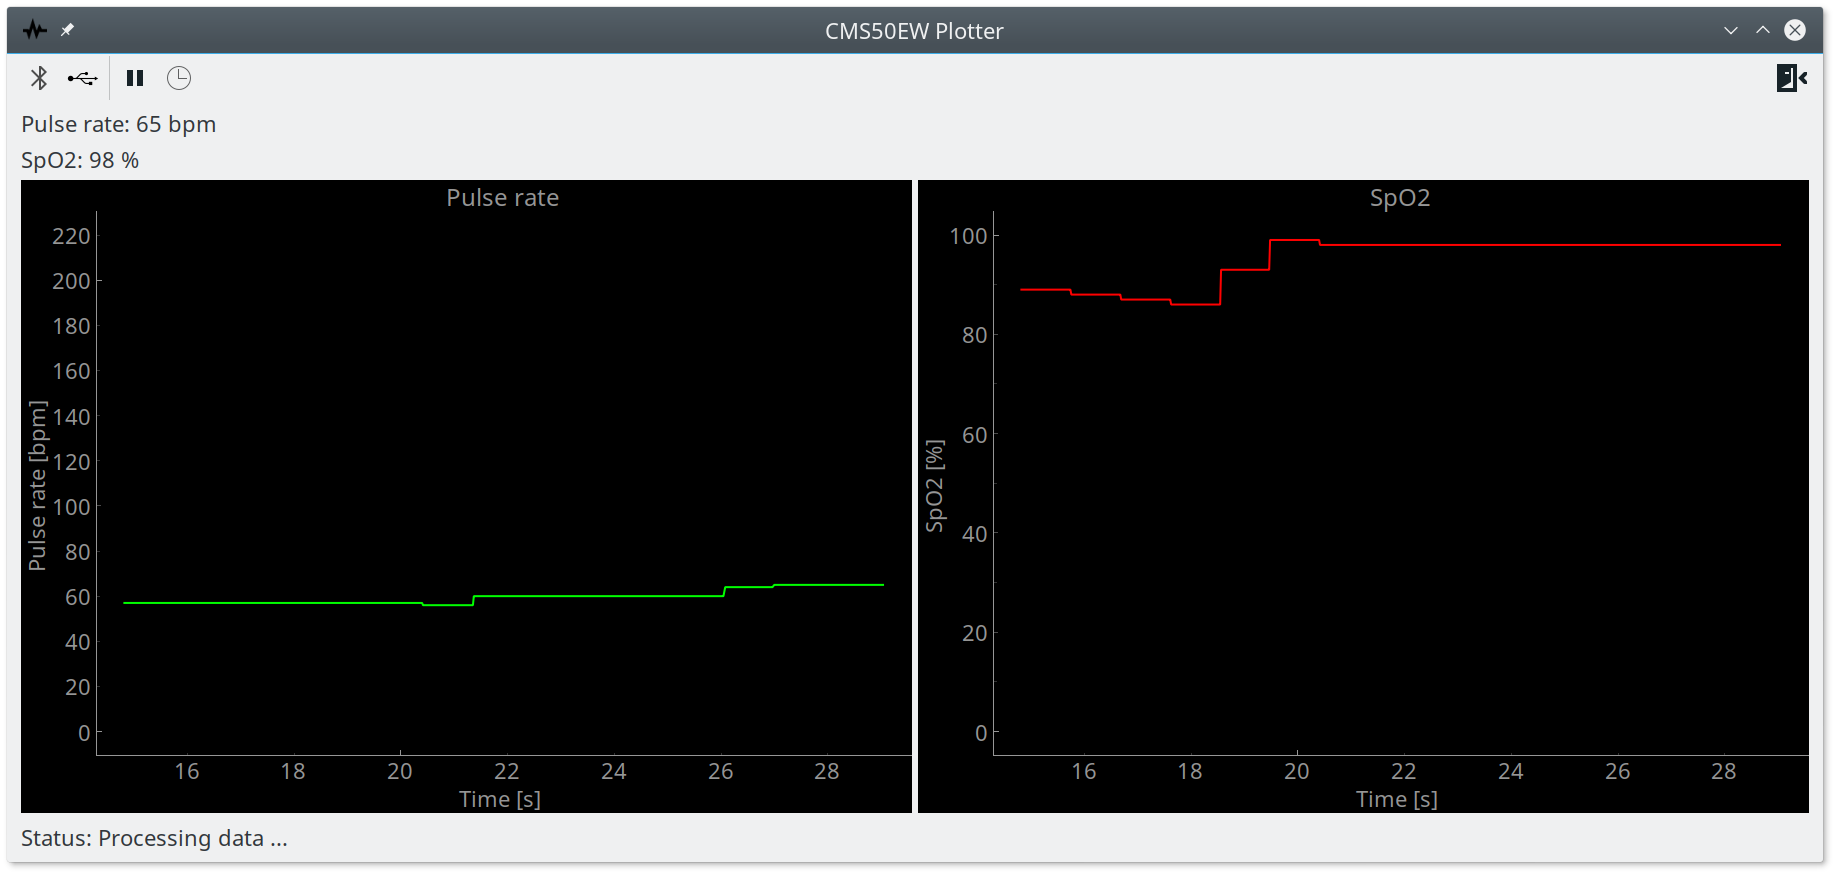 CMS50EW Plotter
Pulse rate: 65 bpm
SpO2: 98 %
Pulse rate
220
200
180
160
140
120
100
80
60
40
20
0
Pulse rate [bpm]
16 18 20 22 24 26 28
Time [s]
SpO2
100
80
60
40
20
0
SpO2 [%]
16 18 20 22 24 26 28
Time [s]
Status: Processing data ...